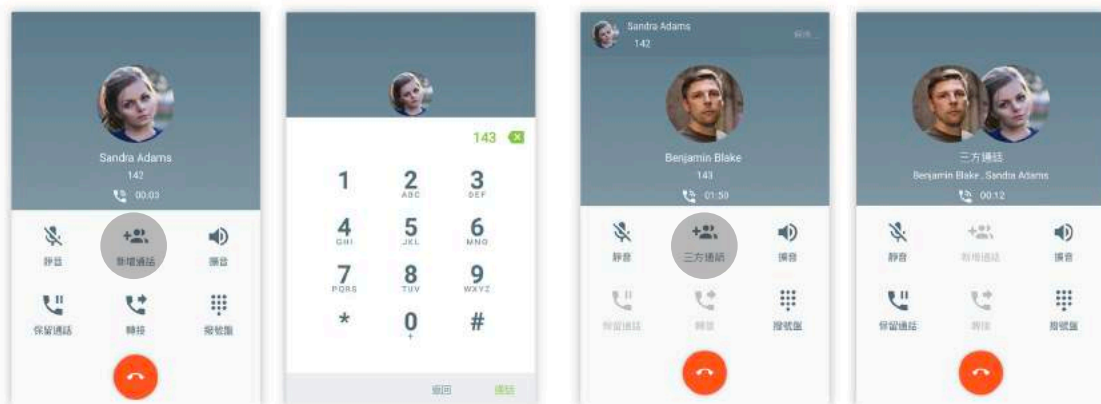 Sandra Adams
142
00:03
靜音
新增通話
擴音
保留通話
轉接
撥號盤
143
1
2
ABC
3
DEF
4
GHI
5
JKL
6
MNO
7
PQRS
8
TUV
9
WXYZ
*
0
+
#
返回
通話
Sandra Adams
142
保留...
Benjamin Blake
143
01:50
靜音
三方通話
擴音
保留通話
轉接
撥號盤
三方通話
Benjamin Blake , Sandra Adams
00:12
靜音
新增通話
擴音
保留通話
轉接
撥號盤